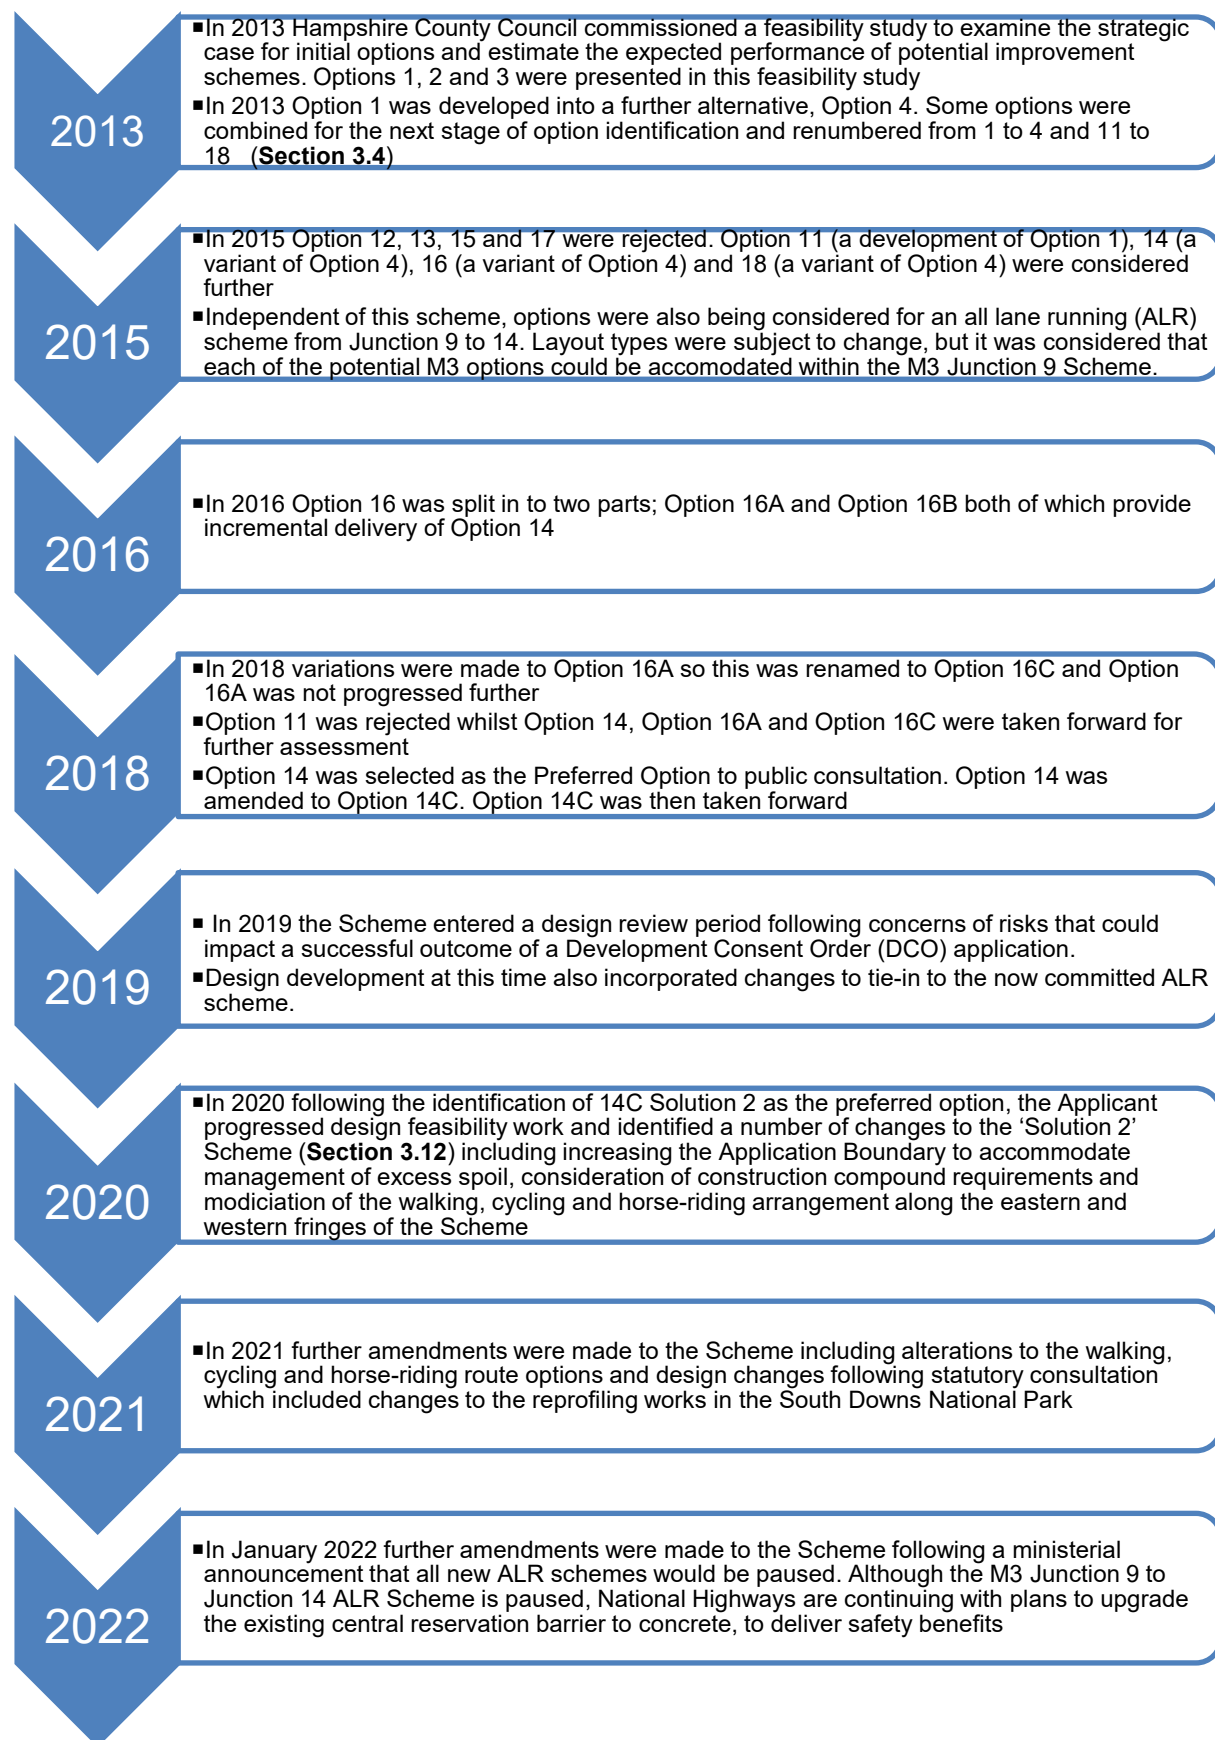 2013
▪In 2013 Hampshire County Council commissioned a feasibility study to examine the strategic
case for initial options and estimate the expected performance of potential improvement
schemes. Options 1, 2 and 3 were presented in this feasibility study
▪In 2013 Option 1 was developed into a further alternative, Option 4. Some options were
combined for the next stage of option identification and renumbered from 1 to 4 and 11 to
18 (Section 3.4)
2015
▪In 2015 Option 12, 13, 15 and 17 were rejected. Option 11 (a development of Option 1), 14 (a
variant of Option 4), 16 (a variant of Option 4) and 18 (a variant of Option 4) were considered
further
▪Independent of this scheme, options were also being considered for an all lane running (ALR)
scheme from Junction 9 to 14. Layout types were subject to change, but it was considered that
each of the potential M3 options could be accomodated within the M3 Junction 9 Scheme.
2016
▪In 2016 Option 16 was split in to two parts; Option 16A and Option 16B both of which provide
incremental delivery of Option 14
2018
▪In 2018 variations were made to Option 16A so this was renamed to Option 16C and Option
16A was not progressed further
▪Option 11 was rejected whilst Option 14, Option 16A and Option 16C were taken forward for
further assessment
▪Option 14 was selected as the Preferred Option to public consultation. Option 14 was
amended to Option 14C. Option 14C was then taken forward
2019
▪ In 2019 the Scheme entered a design review period following concerns of risks that could
impact a successful outcome of a Development Consent Order (DCO) application.
▪Design development at this time also incorporated changes to tie-in to the now committed ALR
scheme.
2020
▪In 2020 following the identification of 14C Solution 2 as the preferred option, the Applicant
progressed design feasibility work and identified a number of changes to the ‘Solution 2’
Scheme (Section 3.12) including increasing the Application Boundary to accommodate
management of excess spoil, consideration of construction compound requirements and
modiciation of the walking, cycling and horse-riding arrangement along the eastern and
western fringes of the Scheme
2021
▪In 2021 further amendments were made to the Scheme including alterations to the walking,
cycling and horse-riding route options and design changes following statutory consultation
which included changes to the reprofiling works in the South Downs National Park
2022
▪In January 2022 further amendments were made to the Scheme following a ministerial
announcement that all new ALR schemes would be paused. Although the M3 Junction 9 to
Junction 14 ALR Scheme is paused, National Highways are continuing with plans to upgrade
the existing central reservation barrier to concrete, to deliver safety benefits